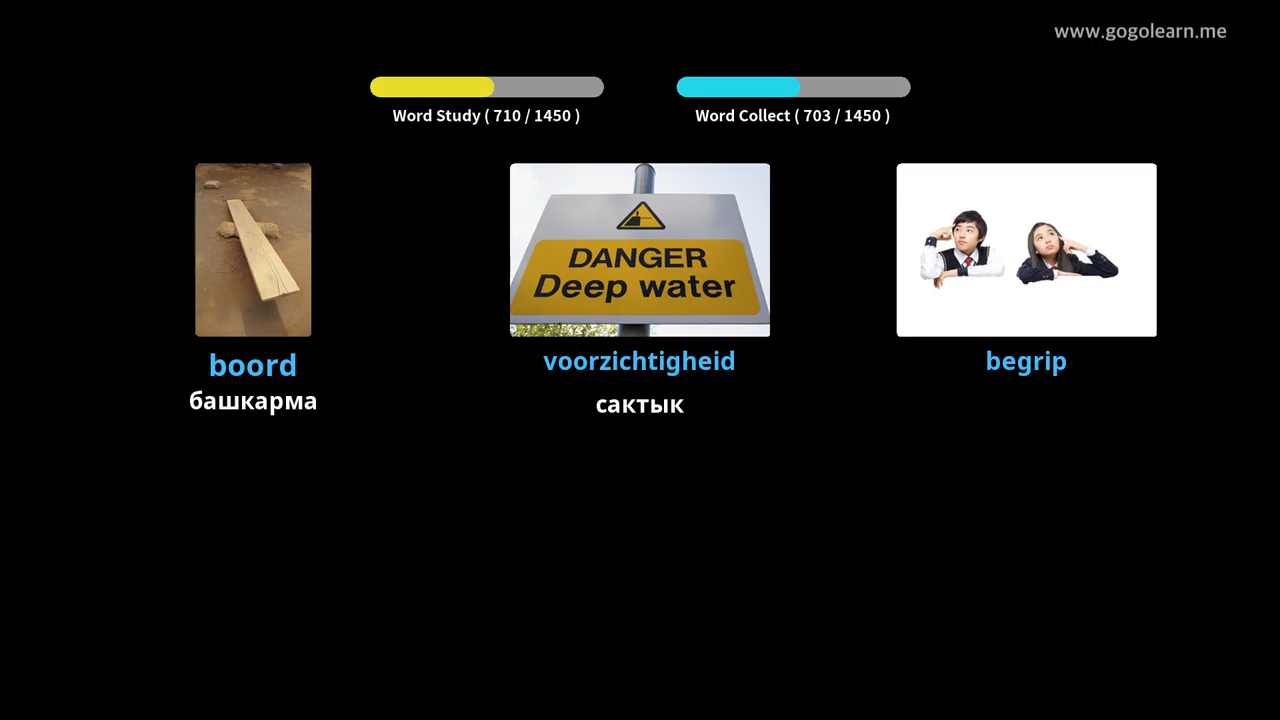 www.gogolearn.me
Word Study ( 710 / 1450 )
Word Collect ( 703 / 1450 )
DANGER
Deep water
boord
башкарма
voorzichtigheid
сактык
begrip